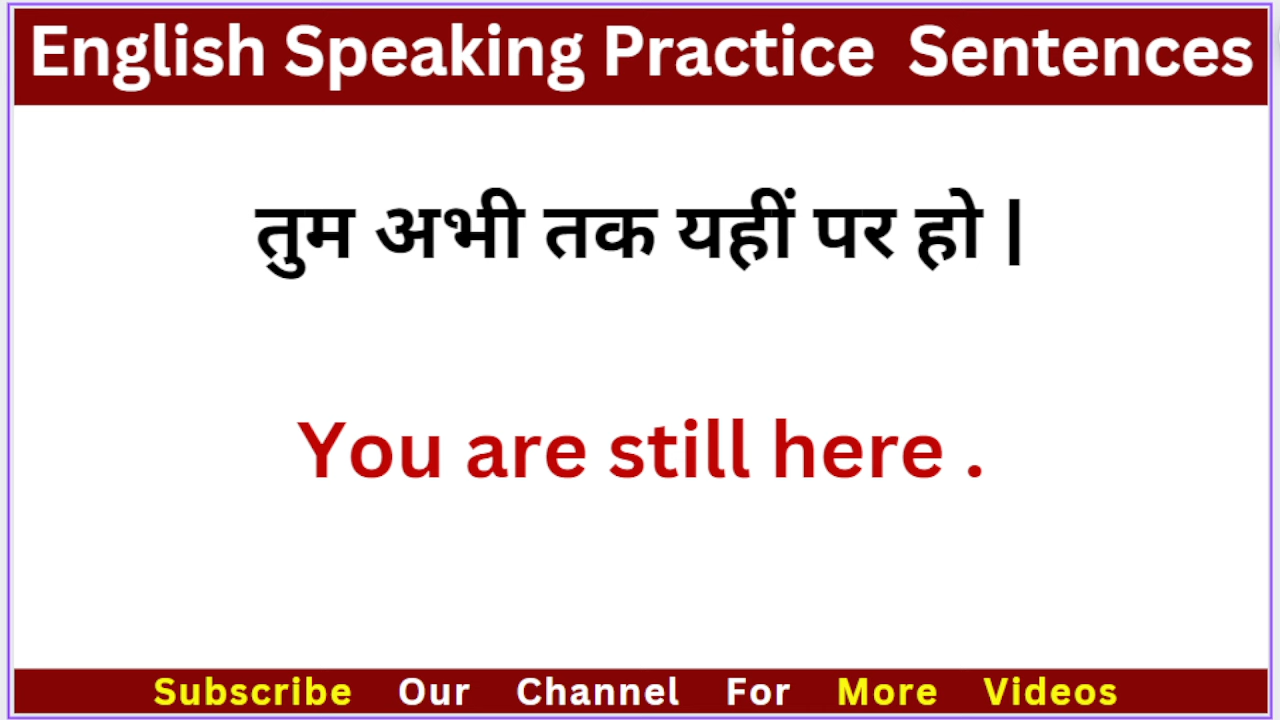 English Speaking Practice Sentences
तुम अभी तक यहीं पर हो |
You are still here .
Subscribe Our Channel For More Videos